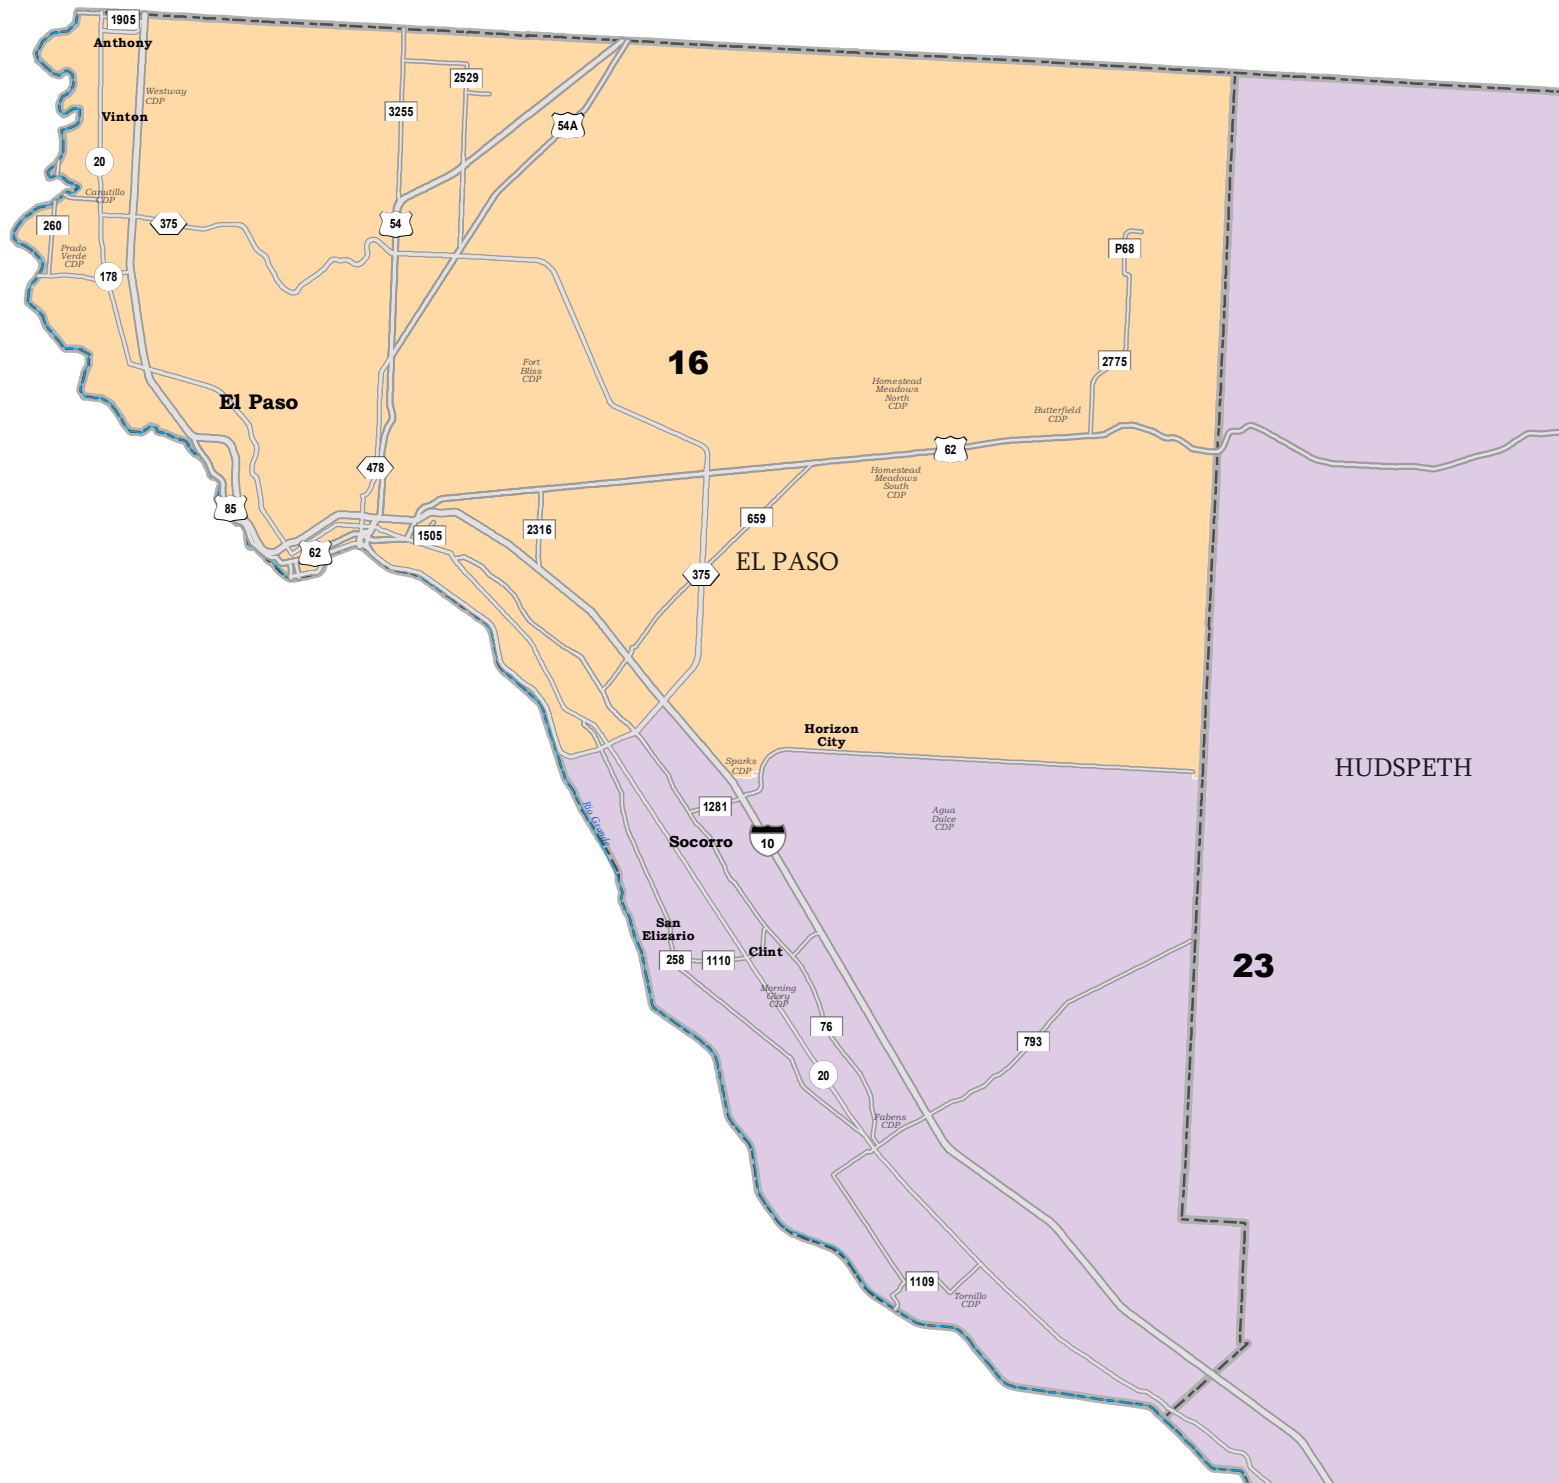 1905
Anthony
2529
Westway
CDP
3255
Vinton
54A
20
Canutillo
CDP
260
375
54
Prado
Verde
CDP
P68
178
16
2775
Fort
Bliss
CDP
Homestead
Meadows
North
CDP
El Paso
Butterfield
CDP
62
478
Homestead
Meadows
South
CDP
85
659
2316
1505
62
EL PASO
375
Horizon
City
Sparks
CDP
HUDSPETH
1281
Rio Grande
Agua
Dulce
CDP
Socorro
10
San
Elizario
Clint
258
1110
23
Morning
Glory
CDP
76
793
20
Fabens
CDP
1109
Tornillo
CDP